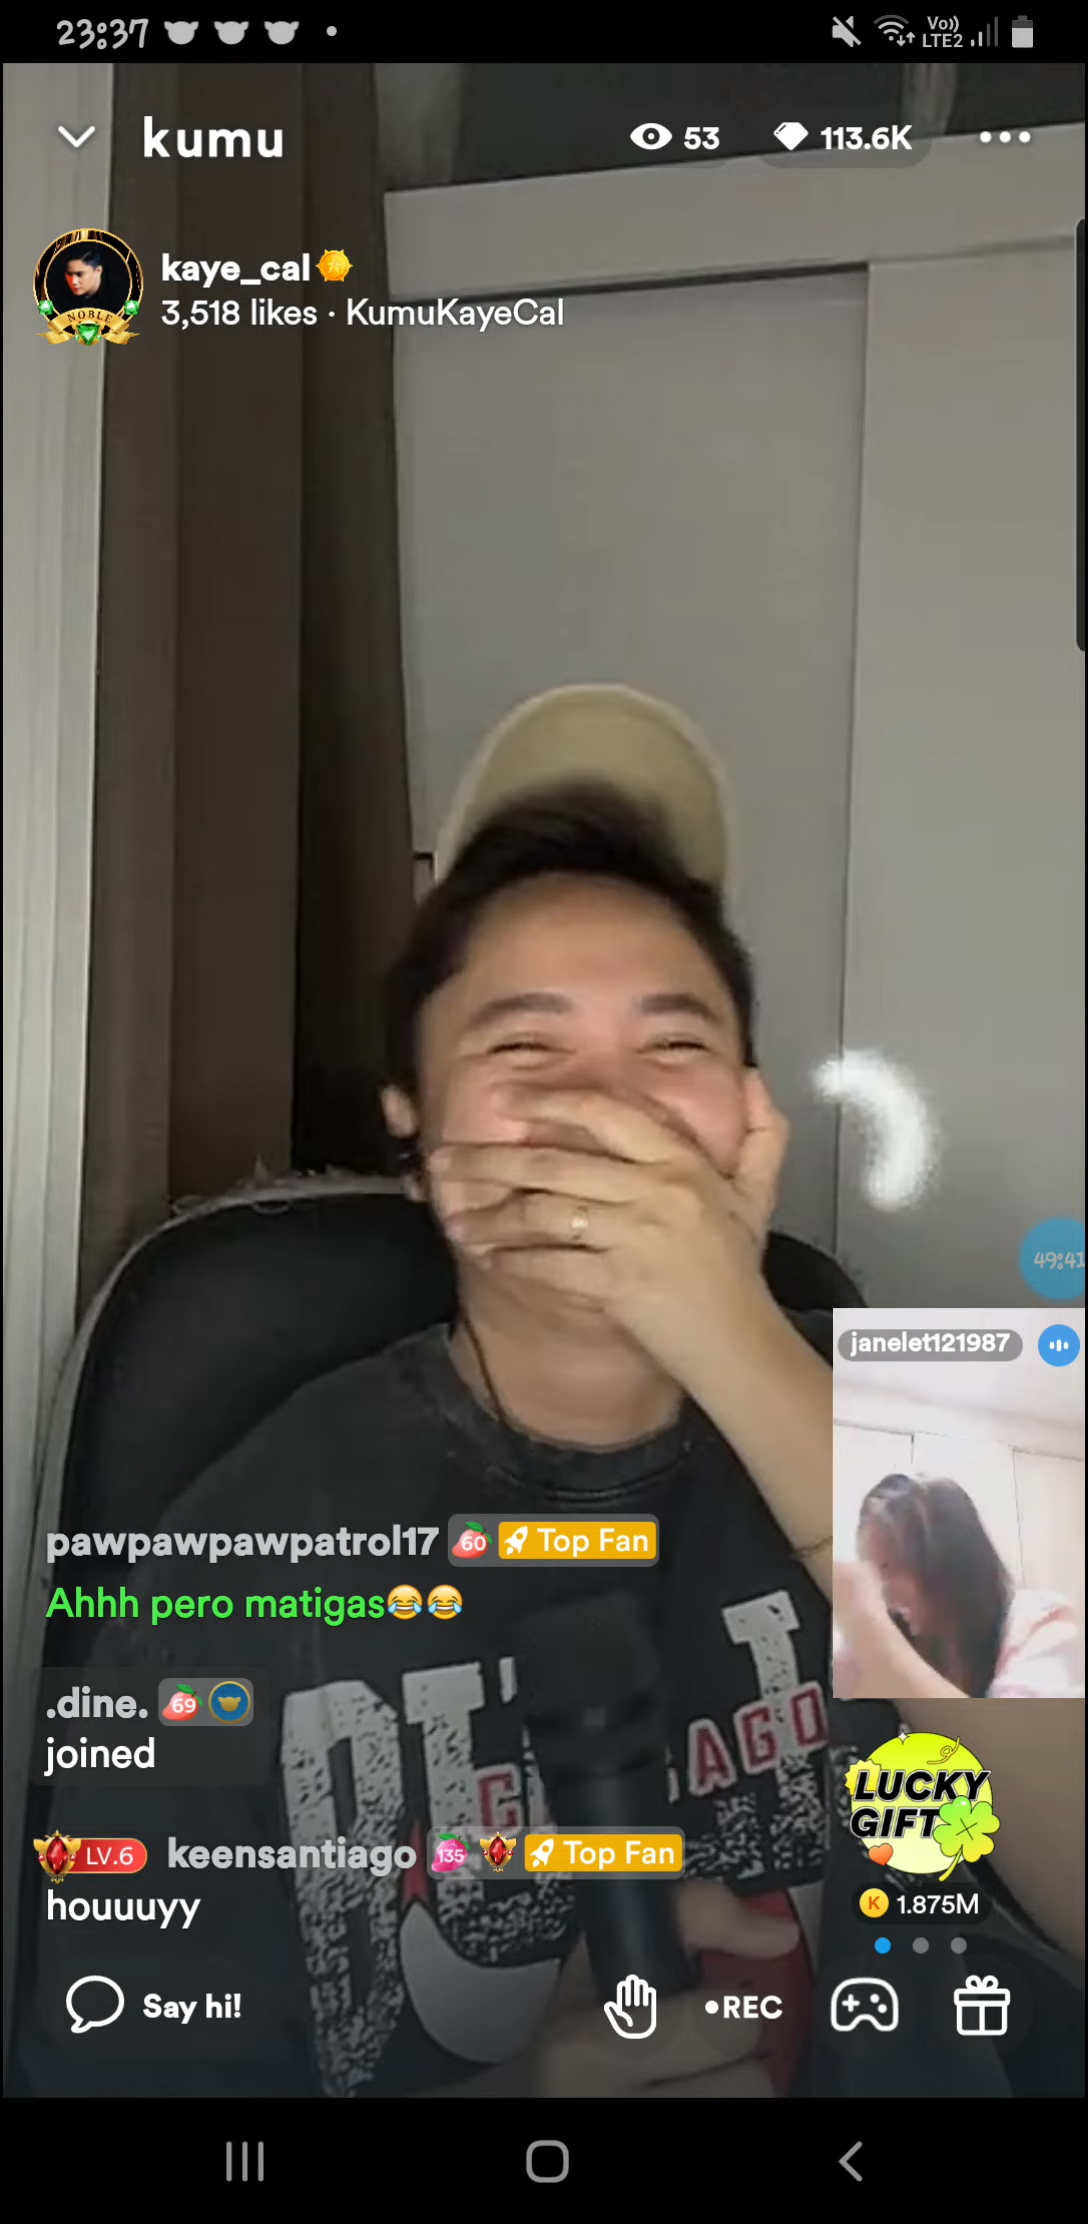 23:37
Vo))
LTE2
kumu
53
113.6K
kaye_cal
NOBLE
3,518 likes · KumuKayeCal
49:41
janelet121987
pawpawpawpatrol17 60 Top Fan
Ahhh pero matigas😂😂
.dine. 69
joined
AGO
LV.6 keensantiago 135 Top Fan
houuuyy
LUCKY
GIFT
K 1.875M
Say hi!
•REC